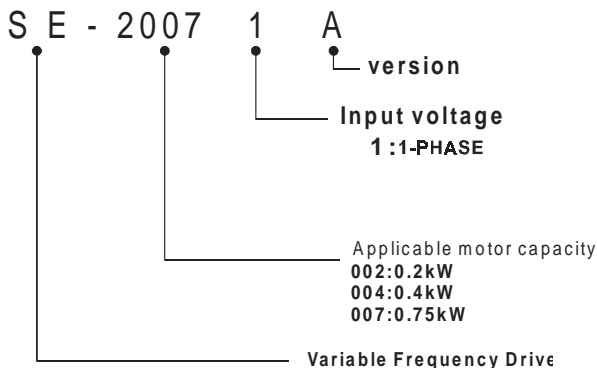 SE-2007 1 A
version
Input voltage
1:1-PHASE
Applicable motor capacity
002:0.2kW
004:0.4kW
007:0.75kW
Variable Frequency Drive